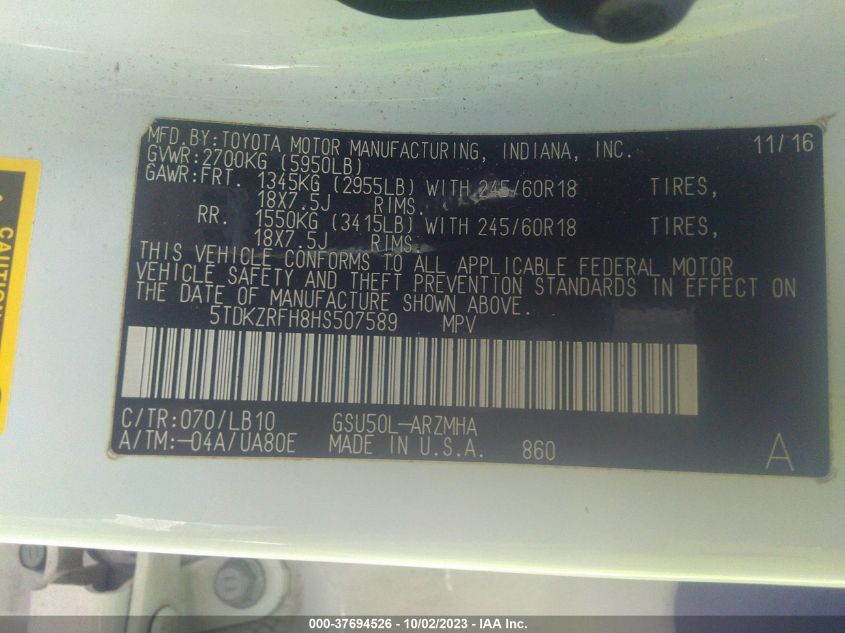 MFD.BY:TOYOTA MOTOR MANUFACTURING, INDIANA, INC. 11/16
GVWR:2700KG (5950LB)
GAWR:FRT. 1345KG (2955LB) WITH 245/60R18 TIRES,
18X7.5J RIMS.
RR. 1550KG (3415LB) WITH 245/60R18 TIRES,
18X7.5J RIMS.
THIS VEHICLE CONFORMS TO ALL APPLICABLE FEDERAL MOTOR
VEHICLE SAFETY AND THEFT PREVENTION STANDARDS IN EFFECT ON
THE DATE OF MANUFACTURE SHOWN ABOVE.
5TDKZRFH8HS507589 MPV
C/TR:070/LB10 GSU50L-ARZMHA
A/TM:-04A/UA80E MADE IN U.S.A. 860 A
CAUTION
000-37694526 - 10/02/2023 - IAA Inc.